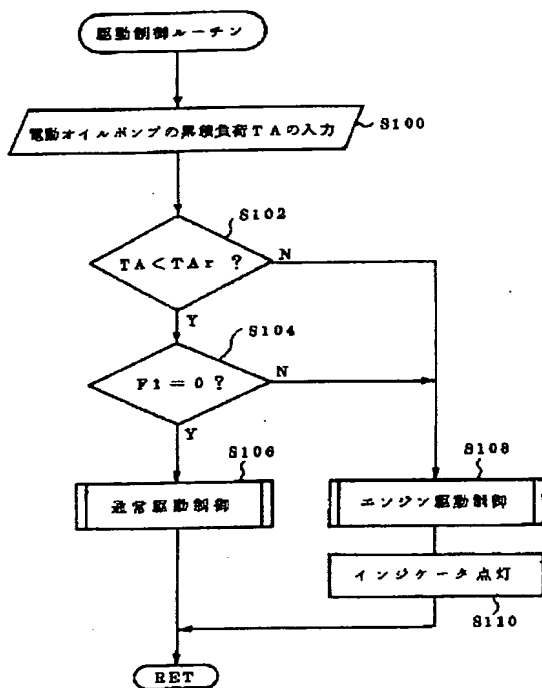 駆動制御ルーチン
電動オイルポンプの累積負荷TAの入力
S100
S102
TA<TAr ?
N
Y
S104
F1=0?
N
Y
S106
通常駆動制御
S108
エンジン駆動制御
インジケータ点灯
S110
RET